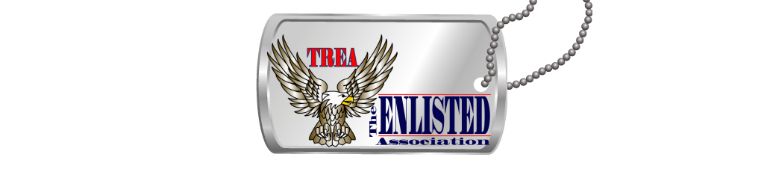 TREA
The
ENLISTED
Association